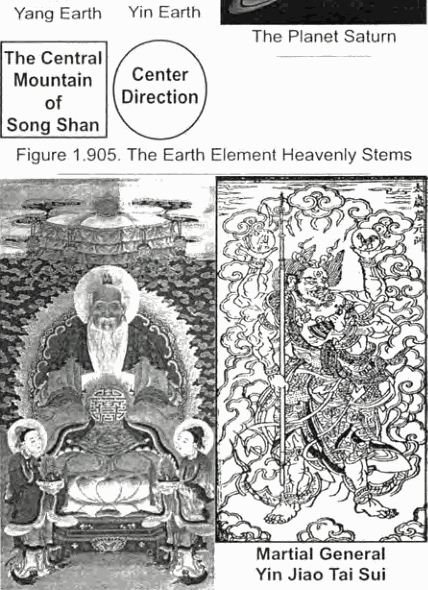 Yang Earth
Yin Earth
The Planet Saturn
The Central
Mountain
of
Song Shan
Center
Direction
Figure 1.905. The Earth Element Heavenly Stems
Martial General
Yin Jiao Tai Sui